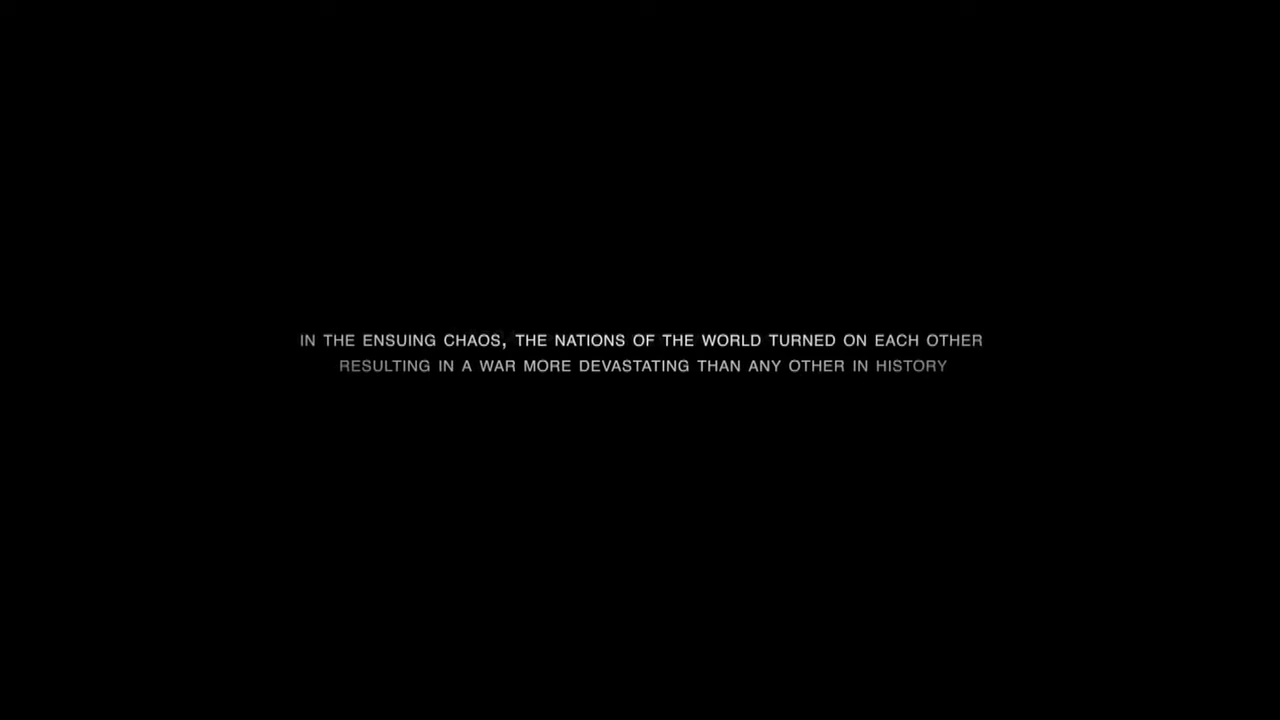 IN THE ENSUING CHAOS, THE NATIONS OF THE WORLD TURNED ON EACH OTHER
RESULTING IN A WAR MORE DEVASTATING THAN ANY OTHER IN HISTORY